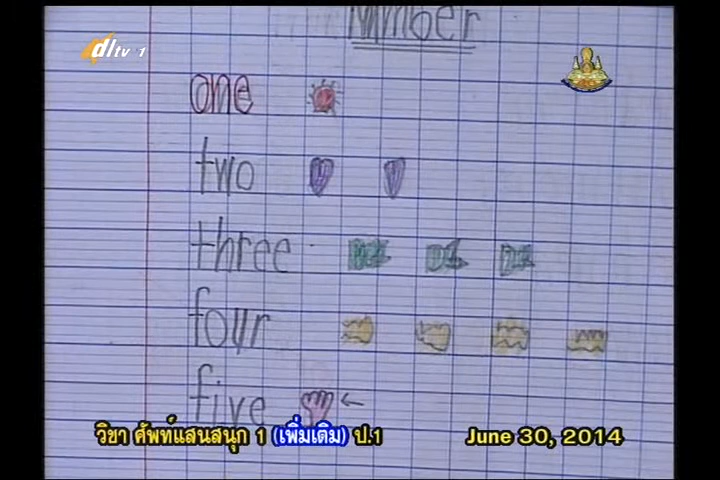 dltv 1
Number
one
two
three
four
five
วิชา ศัพท์แสนสนุก 1 (เพิ่มเติม) ป.1
June 30, 2014